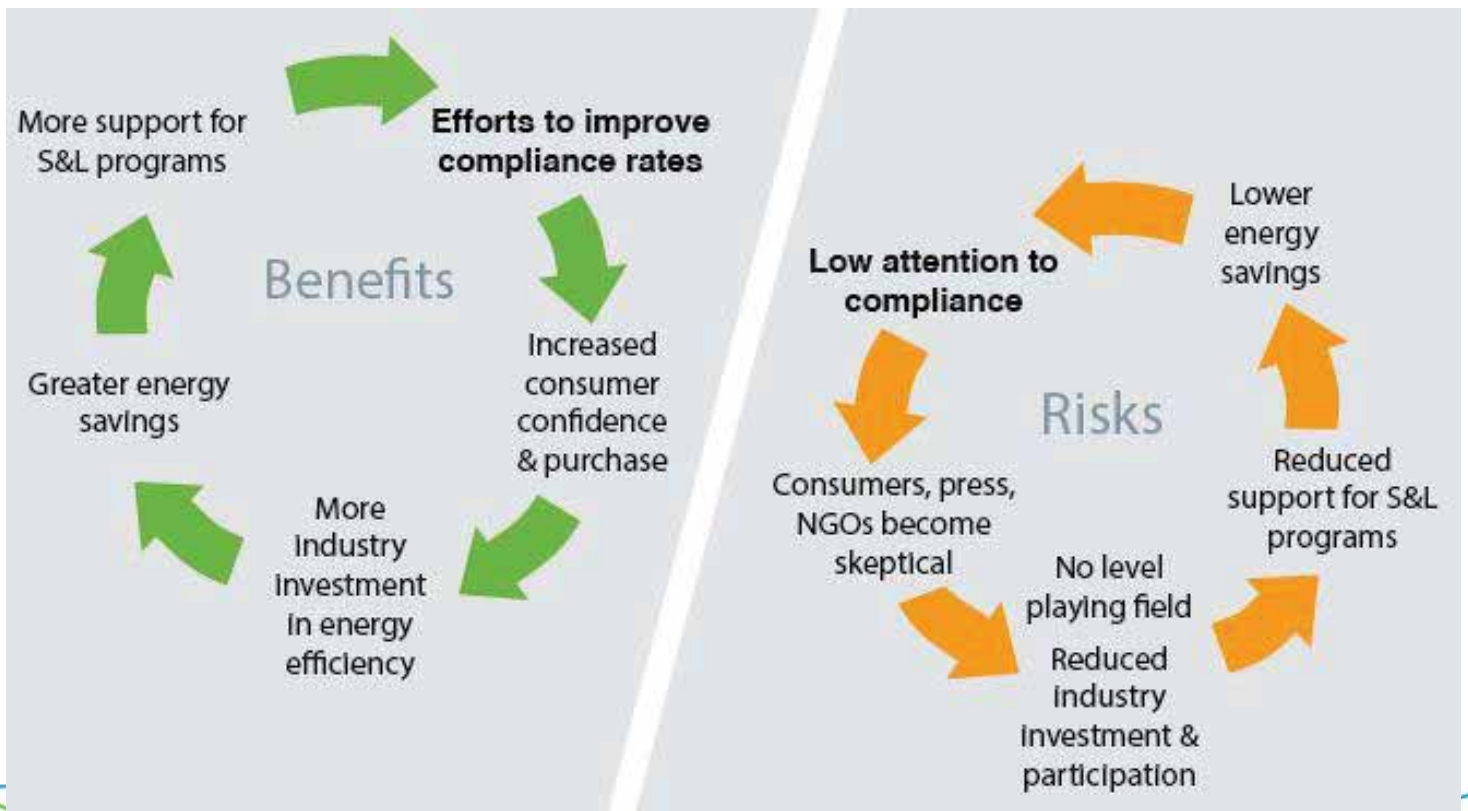 More support for
S&L programs
Efforts to improve
compliance rates
Benefits
Increased
consumer
confidence
& purchase
More
industry
investment
in energy
efficiency
Greater energy
savings
Low attention to
compliance
Risks
Consumers, press,
NGOs become
skeptical
No level
playing field
Reduced
industry
investment &
participation
Reduced
support for S&L
programs
Lower
energy
savings